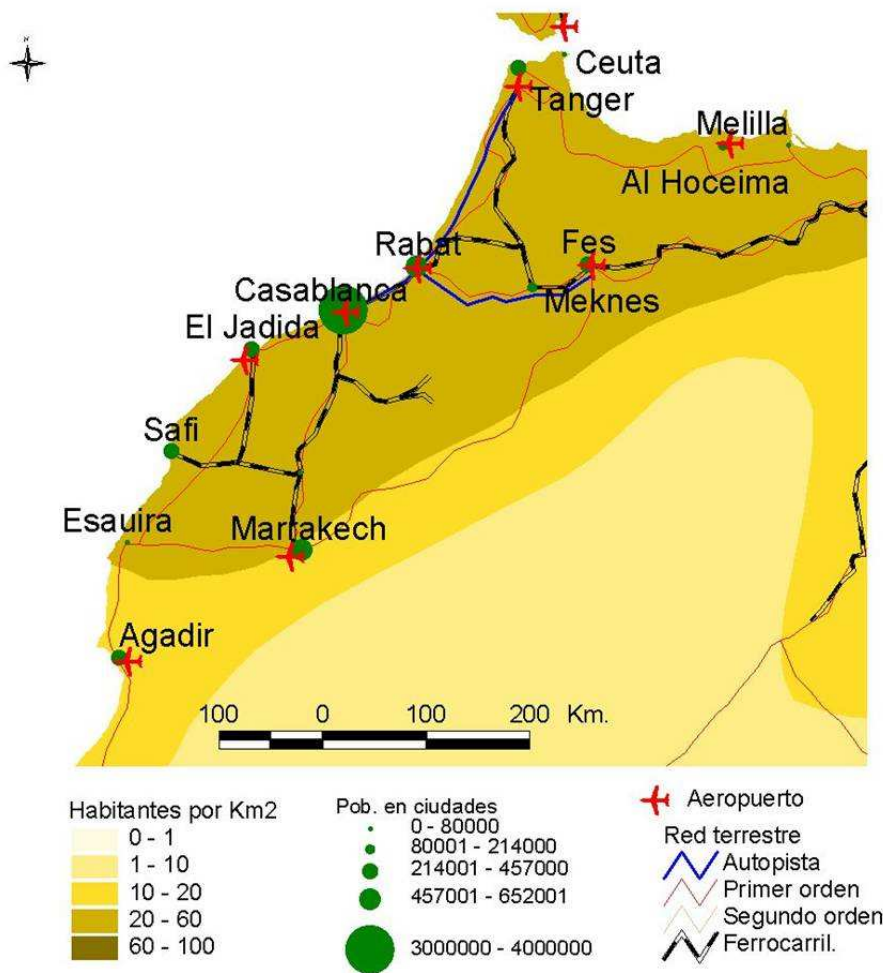 N
Ceuta
Tanger
Melilla
Al Hoceima
Rabat
Fes
Casablanca
Meknes
El Jadida
Safi
Esauira
Marrakech
Agadir
100 0 100 200 Km.
Habitantes por Km2
0 - 1
1 - 10
10 - 20
20 - 60
60 - 100
Pob. en ciudades
0 - 80000
80001 - 214000
214001 - 457000
457001 - 652001
3000000 - 4000000
Aeropuerto
Red terrestre
Autopista
Primer orden
Segundo orden
Ferrocarril.